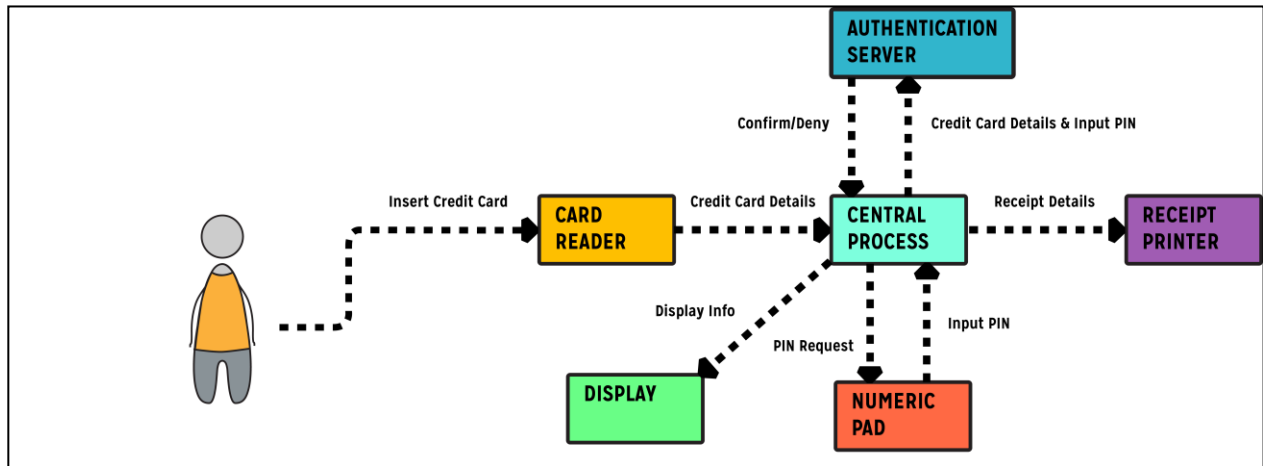 AUTHENTICATION
SERVER
Confirm/Deny
Credit Card Details & Input PIN
Insert Credit Card
CARD
READER
Credit Card Details
CENTRAL
PROCESS
Receipt Details
RECEIPT
PRINTER
Display Info
PIN Request
Input PIN
DISPLAY
NUMERIC
PAD